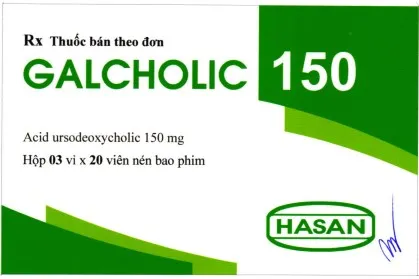 Rx Thuốc bán theo đơn
GALCHOLIC 150
Acid ursodeoxycholic 150 mg
Hộp 03 vỉ x 20 viên nén bao phim
HASAN